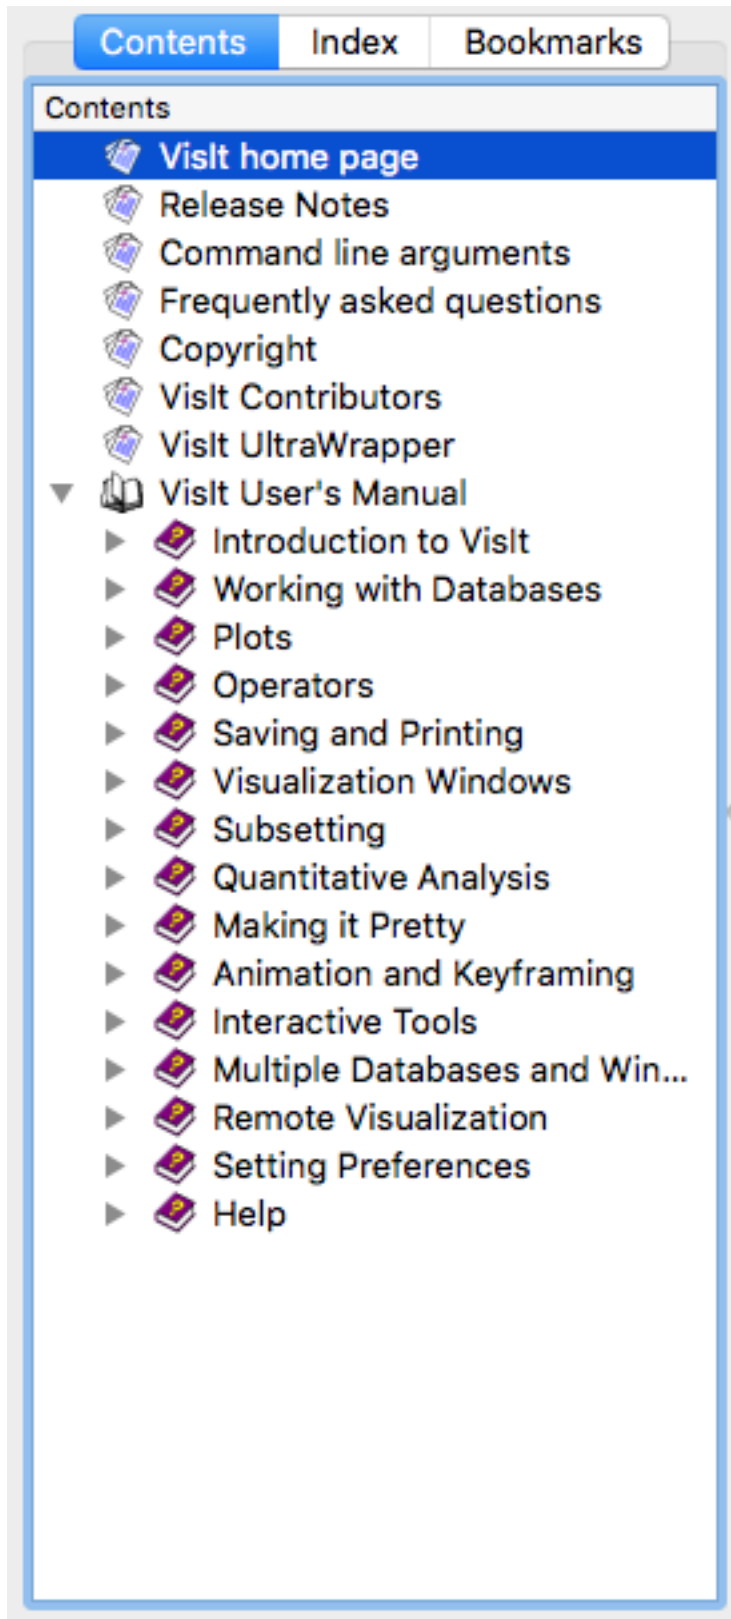 Contents Index Bookmarks
Contents
VisIt home page
Release Notes
Command line arguments
Frequently asked questions
Copyright
VisIt Contributors
VisIt UltraWrapper
VisIt User's Manual
Introduction to VisIt
Working with Databases
Plots
Operators
Saving and Printing
Visualization Windows
Subsetting
Quantitative Analysis
Making it Pretty
Animation and Keyframing
Interactive Tools
Multiple Databases and Win...
Remote Visualization
Setting Preferences
Help